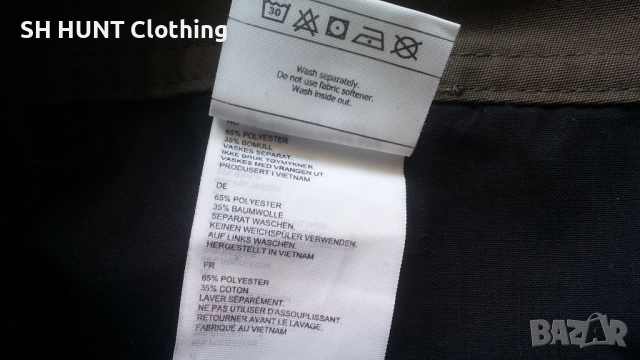 SH HUNT Clothing
30
Wash separately.
Do not use fabric softener.
Wash inside out.
NO
65% POLYESTER
35% BOMULL
VASKES SEPARAT.
IKKE BRUK TØYMYKNER.
VASKES MED VRANGEN UT.
PRODUSERT I VIETNAM
DE
65% POLYESTER
35% BAUMWOLLE
SEPARAT WASCHEN.
KEINEN WEICHSPÜLER VERWENDEN.
AUF LINKS WASCHEN.
HERGESTELLT IN VIETNAM
FR
65% POLYESTER
35% COTON
LAVER SÉPARÉMENT.
NE PAS UTILISER D'ASSOUPLISSANT
RETOURNER AVANT LE LAVAGE.
FABRIQUÉ AU VIETNAM
BAZAR